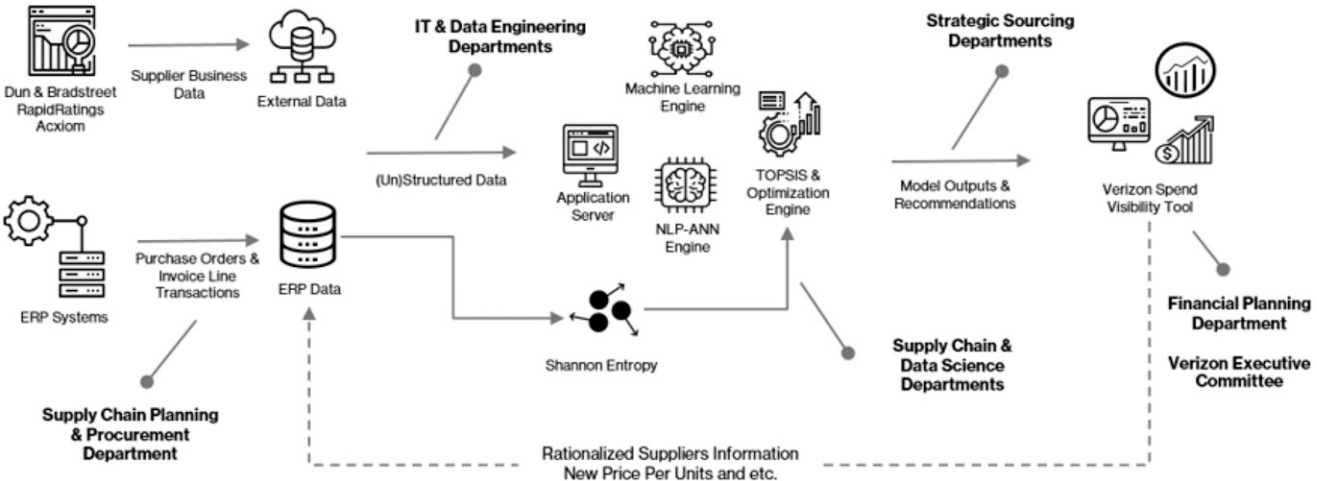 Dun & Bradstreet
RapidRatings
Acxiom
Supplier Business
Data
External Data
IT & Data Engineering
Departments
(Un)Structured Data
Machine Learning
Engine
Application
Server
NLP-ANN
Engine
TOPSIS &
Optimization
Engine
Strategic Sourcing
Departments
Model Outputs &
Recommendations
Verizon Spend
Visibility Tool
ERP Systems
Purchase Orders &
Invoice Line
Transactions
ERP Data
Shannon Entropy
Supply Chain Planning
& Procurement
Department
Supply Chain &
Data Science
Departments
Financial Planning
Department
Verizon Executive
Committee
Rationalized Suppliers Information
New Price Per Units and etc.